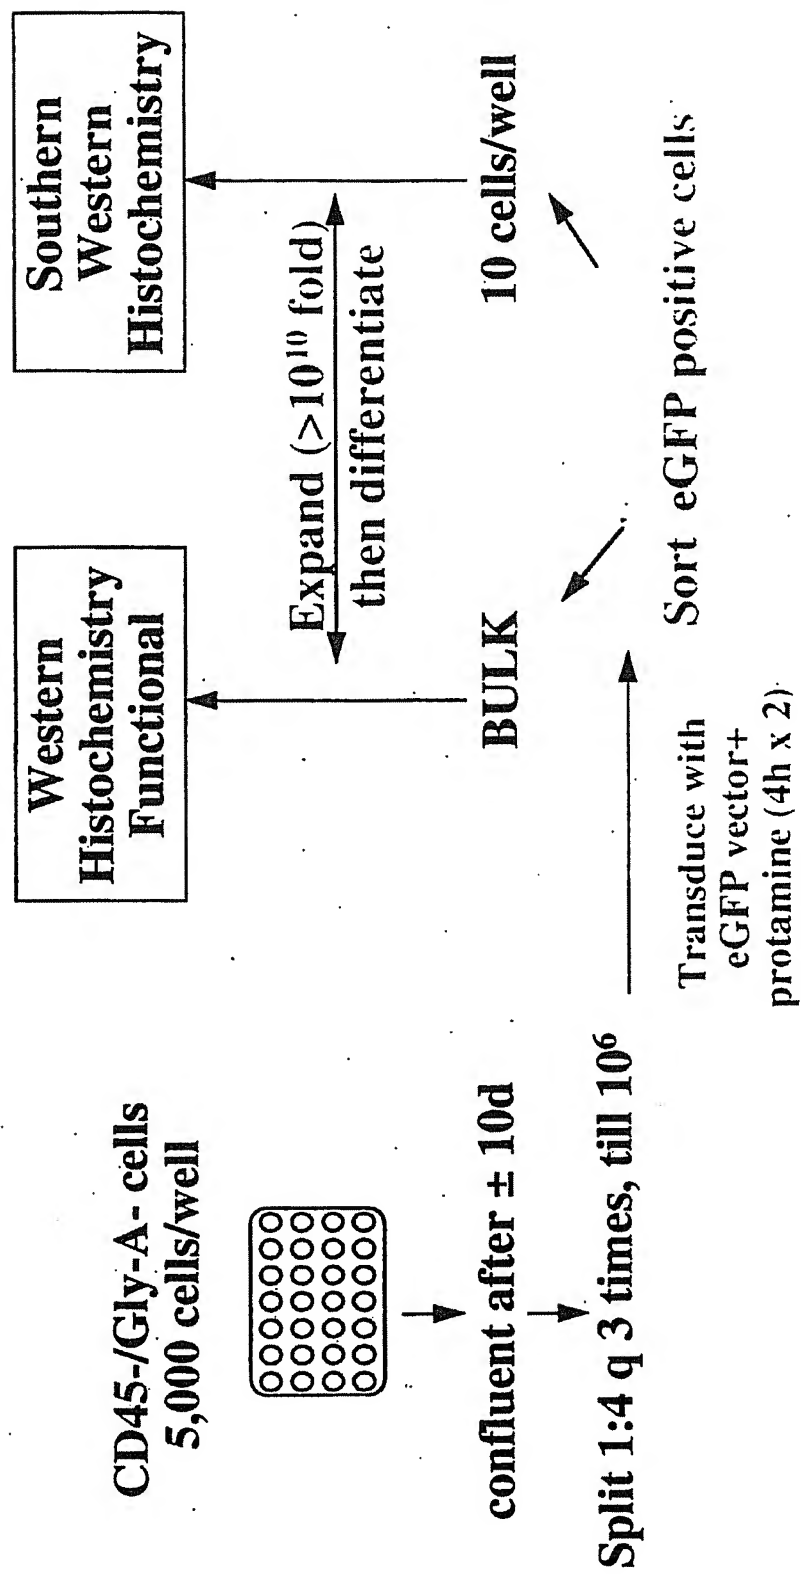 CD45-/Gly-A- cells
5,000 cells/well
confluent after ± 10d
Split 1:4 q 3 times, till 10⁶
Transduce with
eGFP vector+
protamine (4h x 2)
Sort eGFP positive cells
BULK
10 cells/well
Expand (>10¹⁰ fold)
then differentiate
Western
Histochemistry
Functional
Southern
Western
Histochemistry